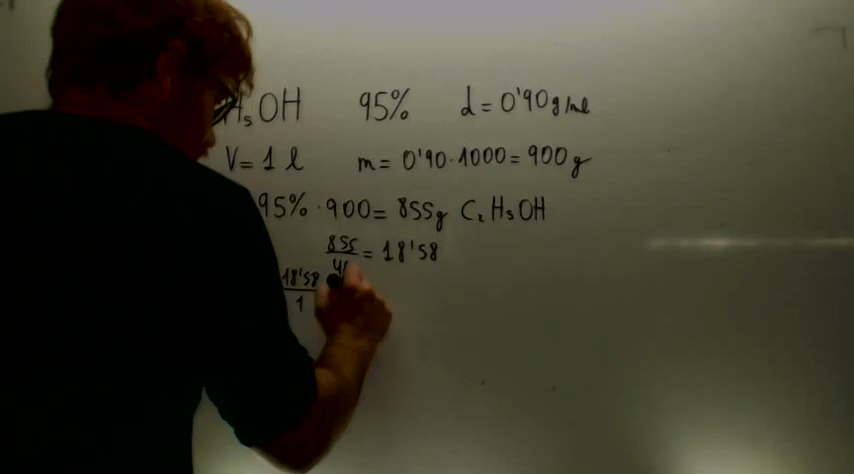 H₅OH 95% d = 0'90 g/ml
V = 1 l m = 0'90 · 1000 = 900 g
95% · 900 = 855 g C₂H₅OH
855 = 18'58
18'58
1